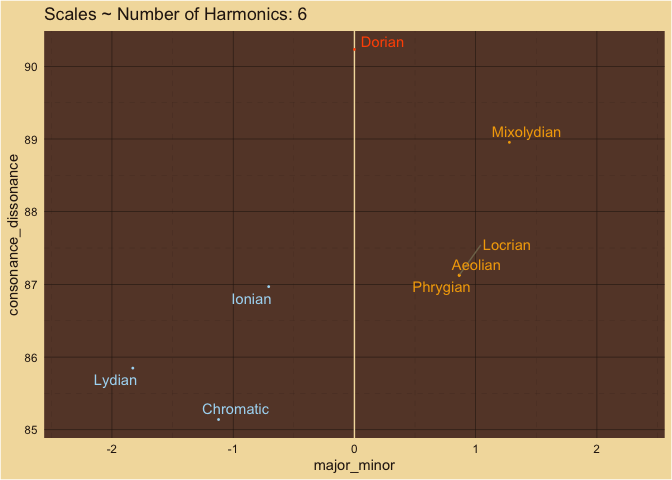 Scales ~ Number of Harmonics: 6
Dorian
90
Mixolydian
89
88
Locrian
Aeolian
Phrygian
87
Ionian
86
Lydian
Chromatic
85
consonance_dissonance
-2 -1 0 1 2
major_minor